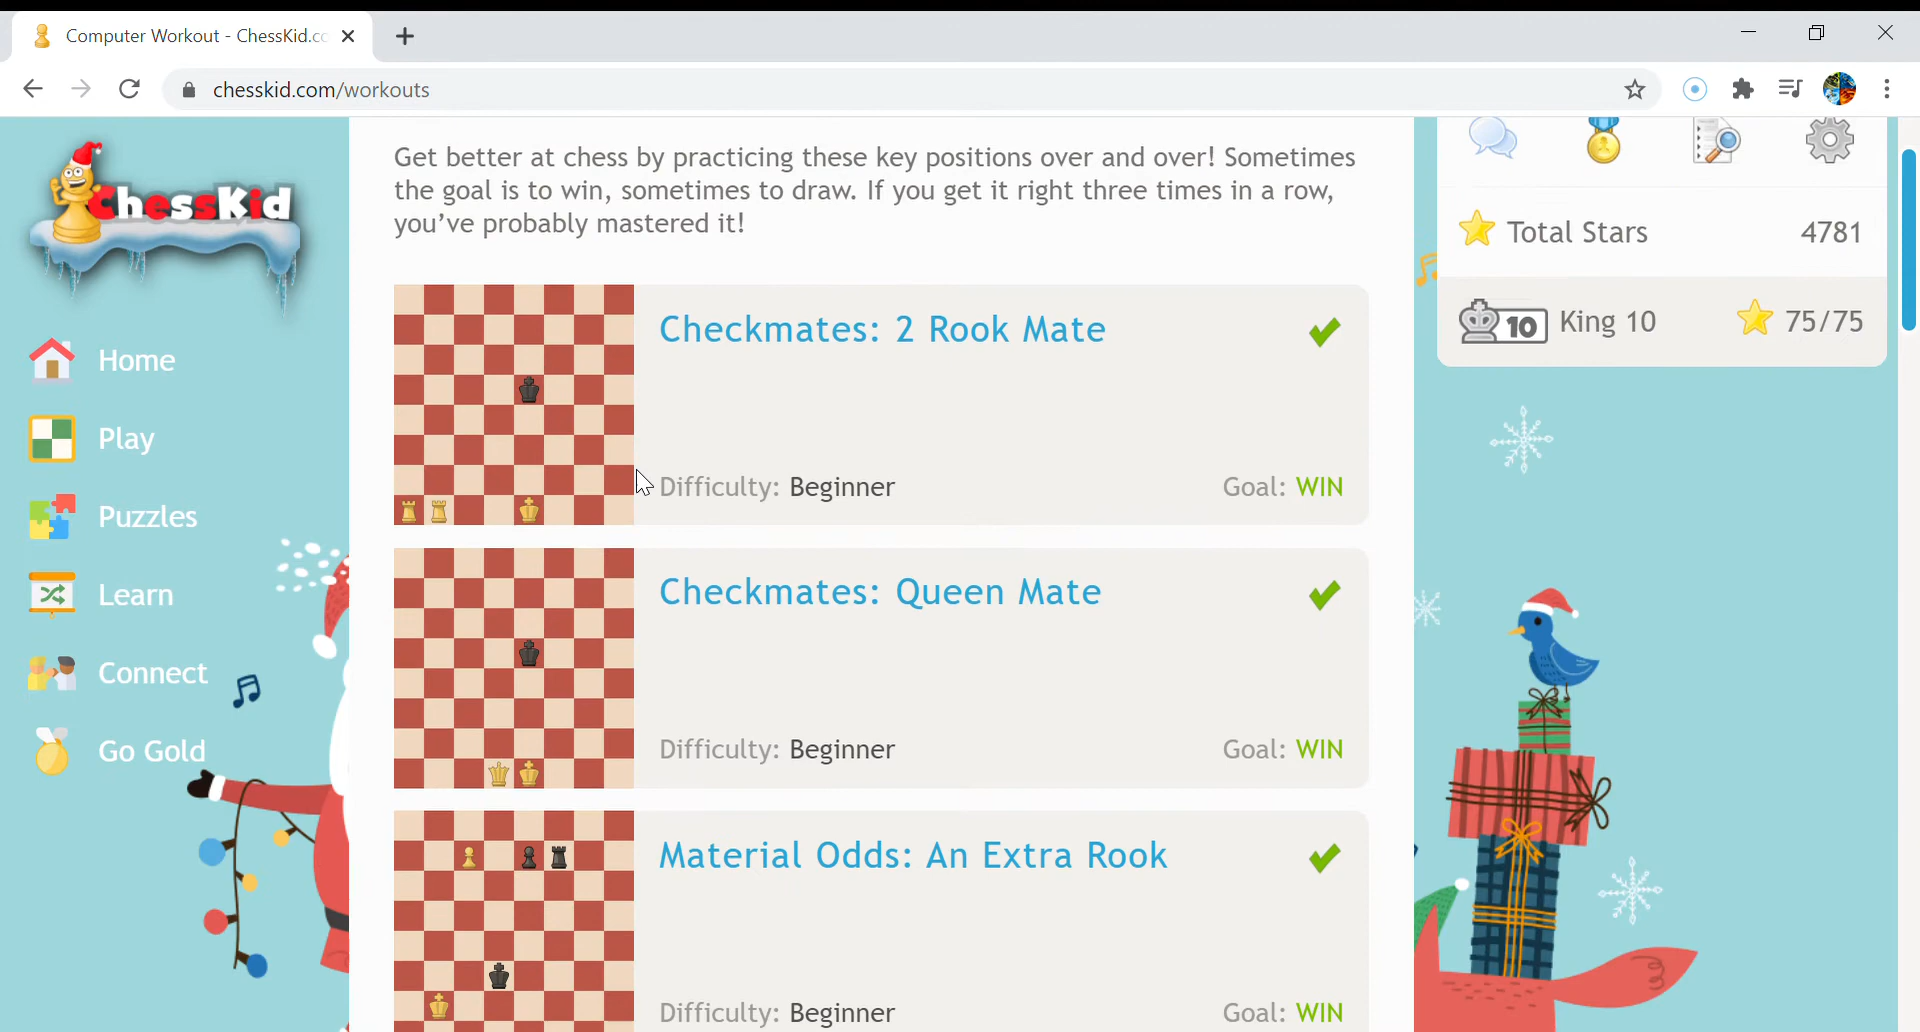 Computer Workout - ChessKid.cc
chesskid.com/workouts
ChessKid
Home
Play
Puzzles
Learn
Connect
Go Gold
Get better at chess by practicing these key positions over and over! Sometimes
the goal is to win, sometimes to draw. If you get it right three times in a row,
you've probably mastered it!
Checkmates: 2 Rook Mate
Difficulty: Beginner Goal: WIN
Checkmates: Queen Mate
Difficulty: Beginner Goal: WIN
Material Odds: An Extra Rook
Difficulty: Beginner Goal: WIN
Total Stars 4781
10 King 10 75/75